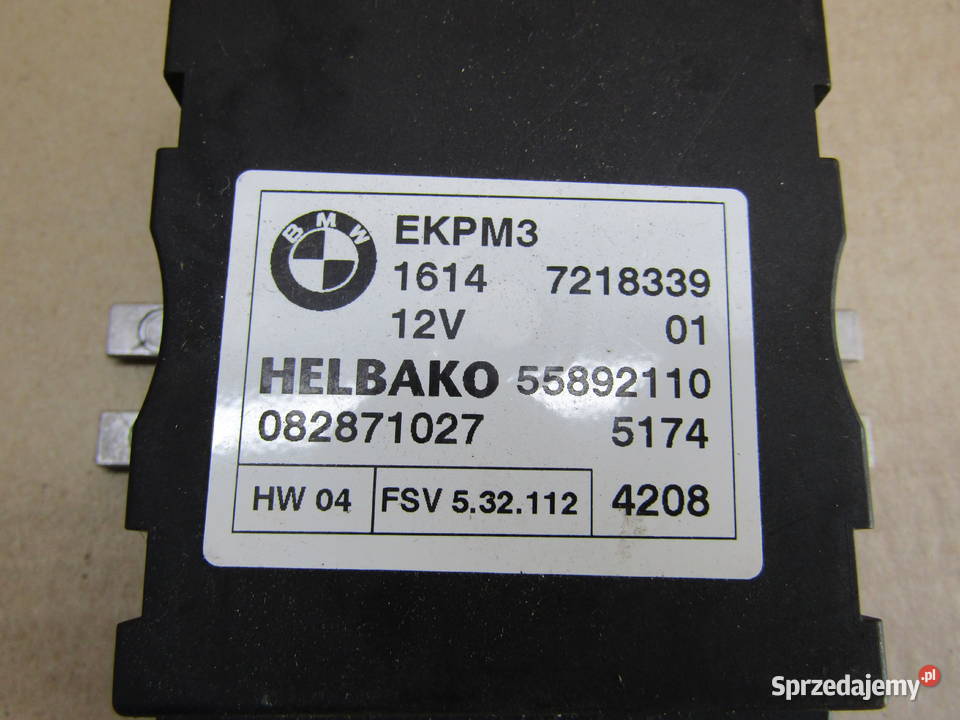 BMW EKPM3
1614 7218339
12V 01
HELBAKO 55892110
082871027 5174
HW 04 FSV 5.32.112 4208
Sprzedajemy.pl